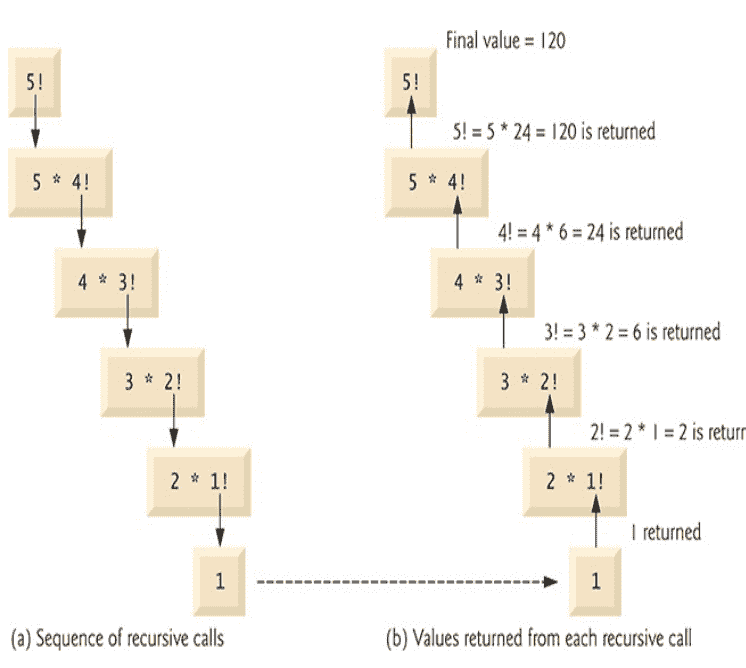 5!
5 * 4!
4 * 3!
3 * 2!
2 * 1!
1
(a) Sequence of recursive calls
Final value = 120
5!
5! = 5 * 24 = 120 is returned
5 * 4!
4! = 4 * 6 = 24 is returned
4 * 3!
3! = 3 * 2 = 6 is returned
3 * 2!
2! = 2 * 1 = 2 is returr
2 * 1!
1 returned
1
(b) Values returned from each recursive call